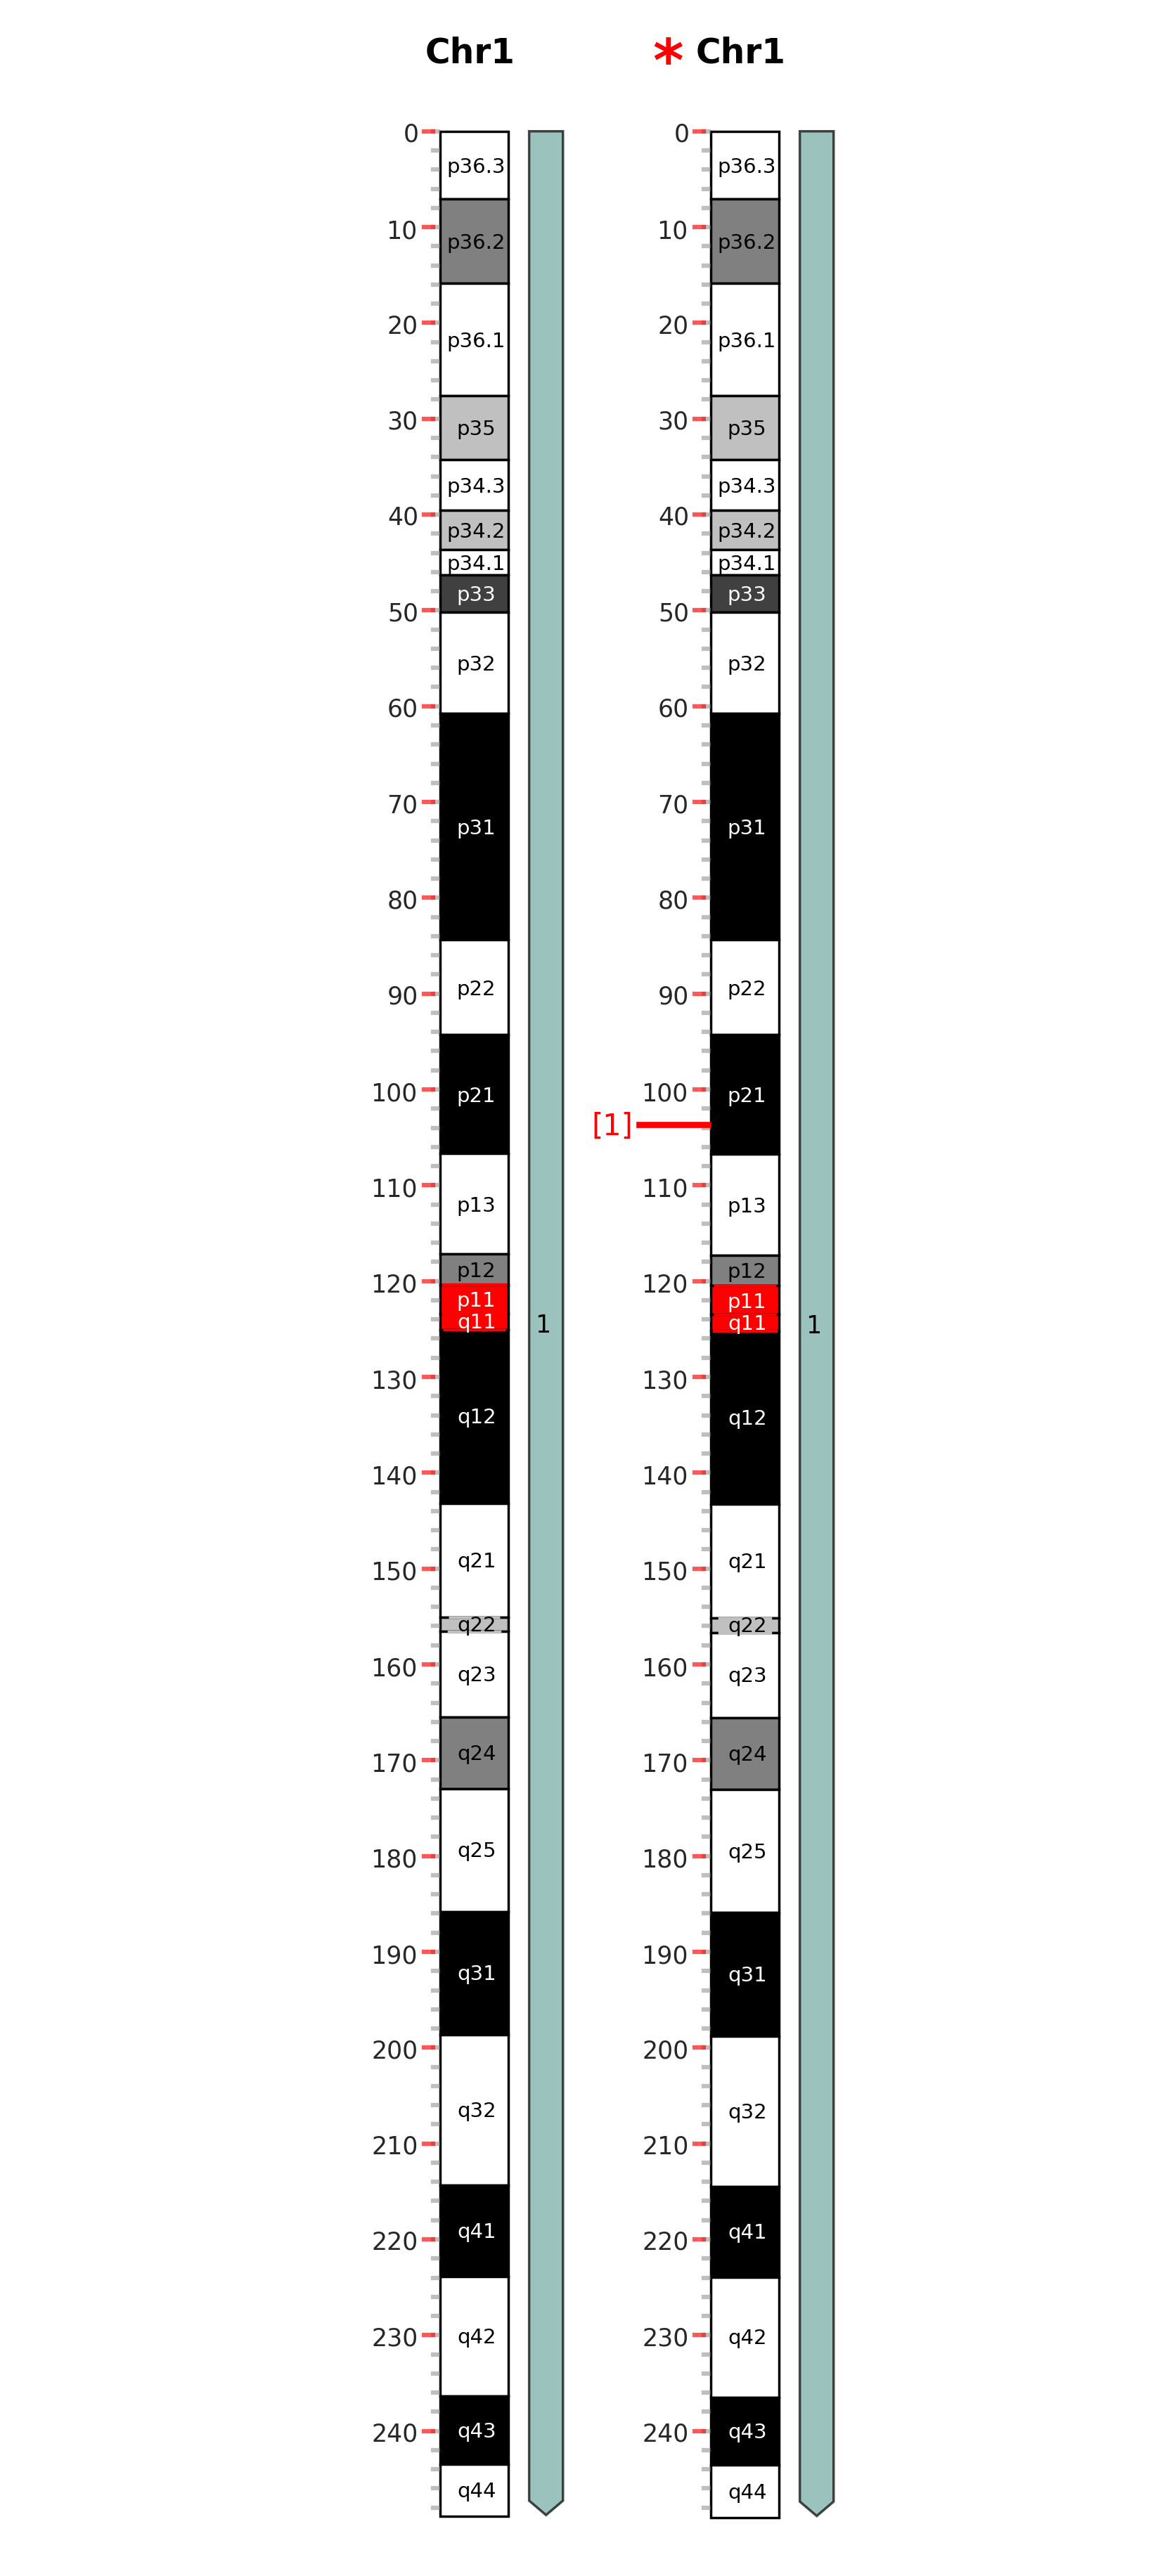 Chr1
0
10
20
30
40
50
60
70
80
90
100
110
120
130
140
150
160
170
180
190
200
210
220
230
240
p36.3
p36.2
p36.1
p35
p34.3
p34.2
p34.1
p33
p32
p31
p22
p21
p13
p12
p11
q11
q12
q21
q22
q23
q24
q25
q31
q32
q41
q42
q43
q44
1
* Chr1
0
10
20
30
40
50
60
70
80
90
100
[1]
110
120
130
140
150
160
170
180
190
200
210
220
230
240
p36.3
p36.2
p36.1
p35
p34.3
p34.2
p34.1
p33
p32
p31
p22
p21
p13
p12
p11
q11
q12
q21
q22
q23
q24
q25
q31
q32
q41
q42
q43
q44
1